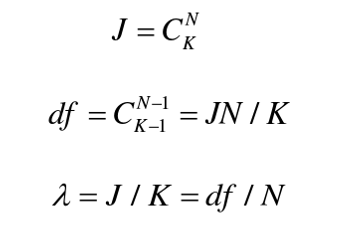 J = C_K^N
df = C_{K-1}^{N-1} = JN / K
λ = J / K = df / N